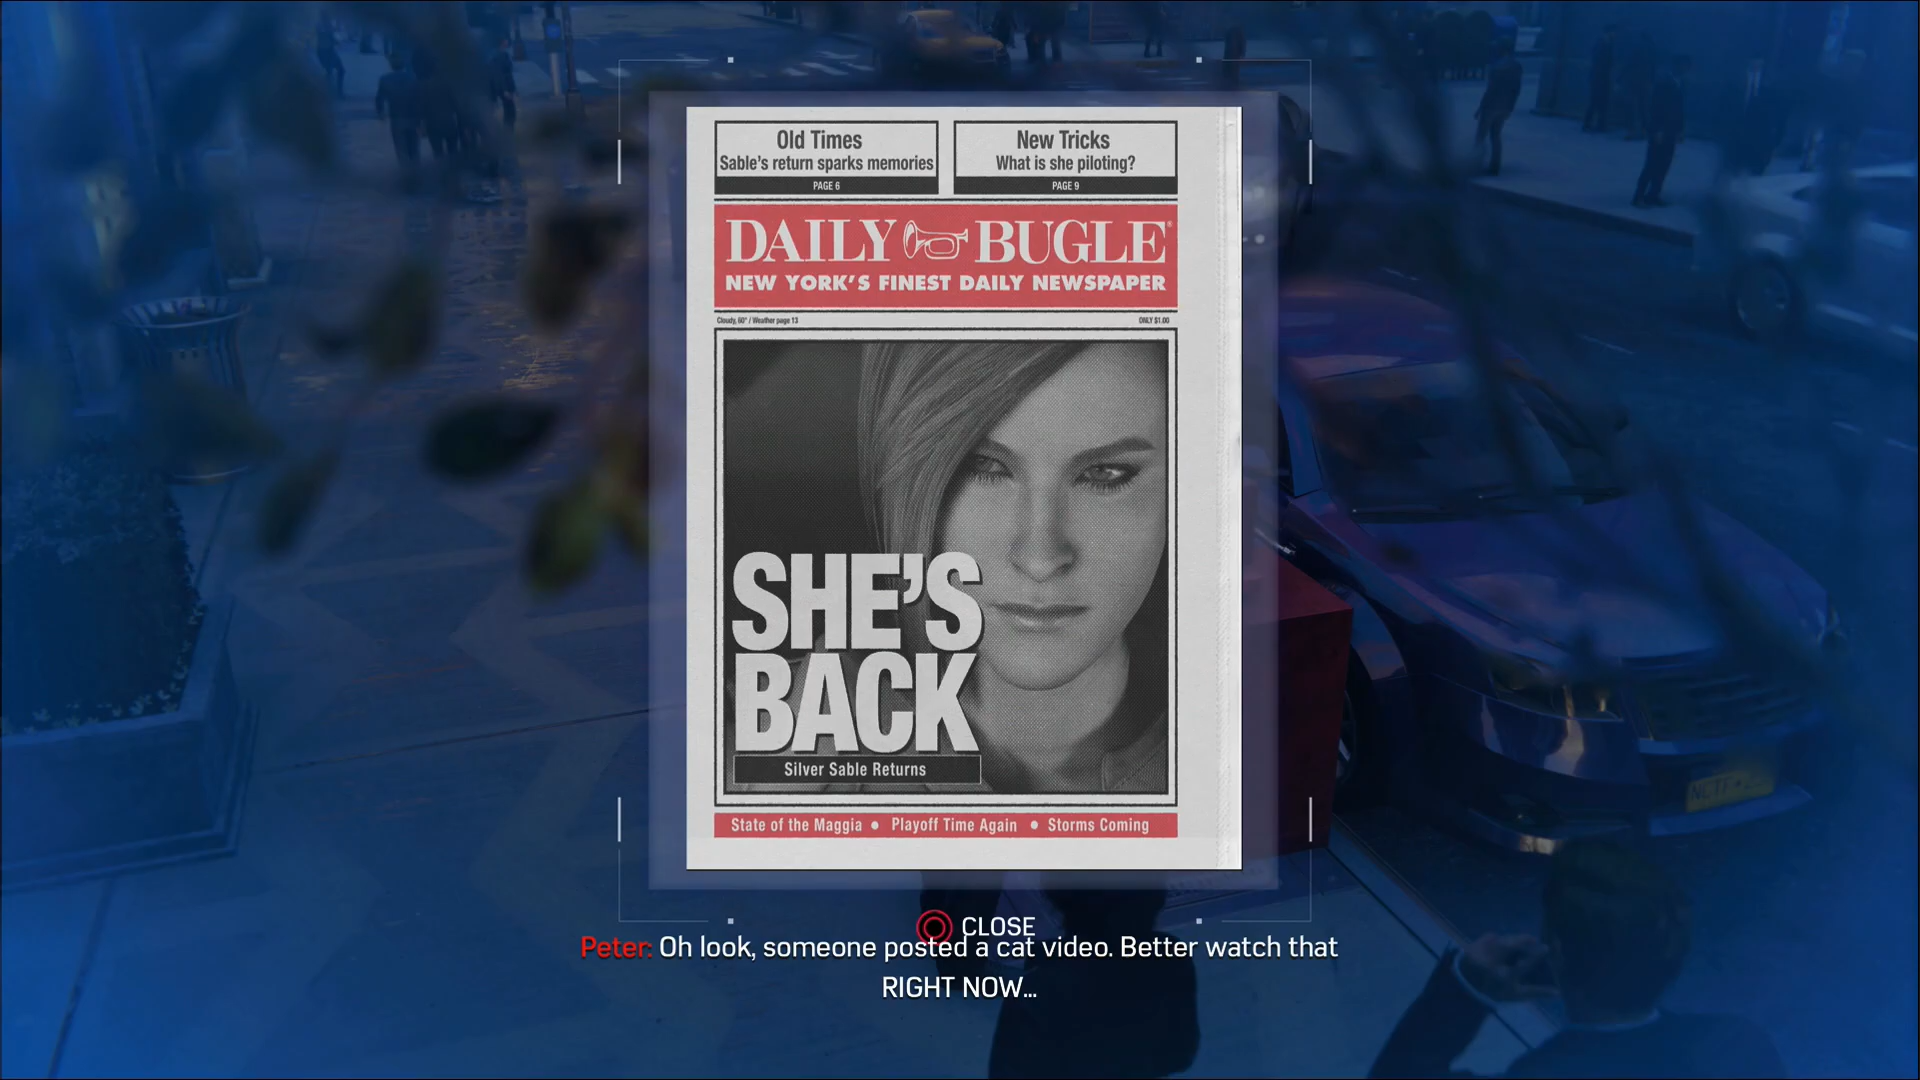 Old Times
Sable's return sparks memories
PAGE 6
New Tricks
What is she piloting?
PAGE 9
DAILY BUGLE
NEW YORK'S FINEST DAILY NEWSPAPER
Cloudy, 60° / Weather page 13
ONLY $1.00
SHE'S
BACK
Silver Sable Returns
State of the Maggia • Playoff Time Again • Storms Coming
CLOSE
Peter: Oh look, someone posted a cat video. Better watch that
RIGHT NOW...